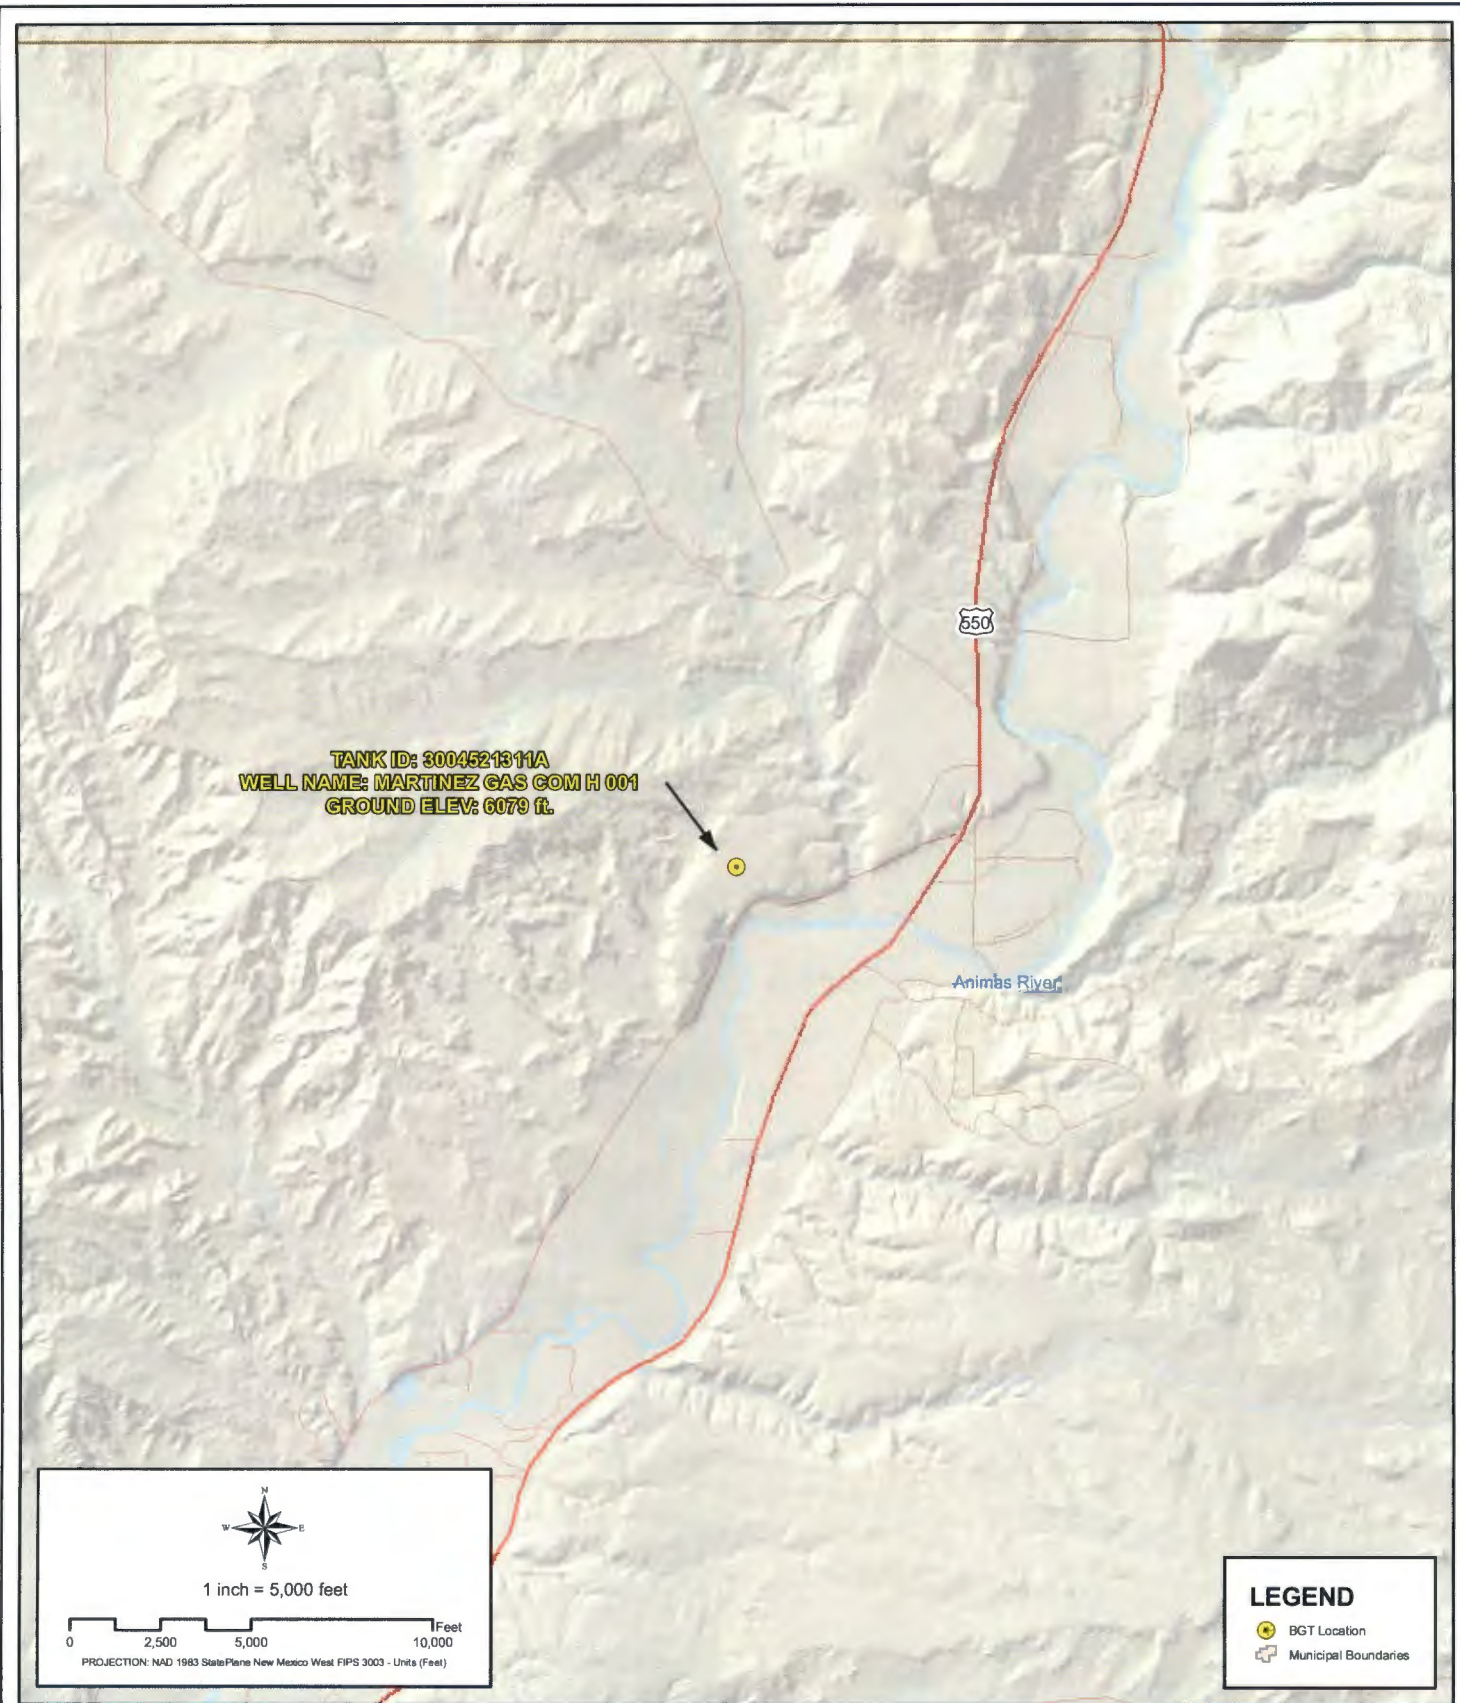 550
TANK ID: 3004521311A
WELL NAME: MARTINEZ GAS COM H 001
GROUND ELEV: 6079 ft.
Animas River
N
W E
S
1 inch = 5,000 feet
Feet
0 2,500 5,000 10,000
PROJECTION: NAD 1983 StatePlane New Mexico West FIPS 3003 - Units (Feet)
LEGEND
BGT Location
Municipal Boundaries